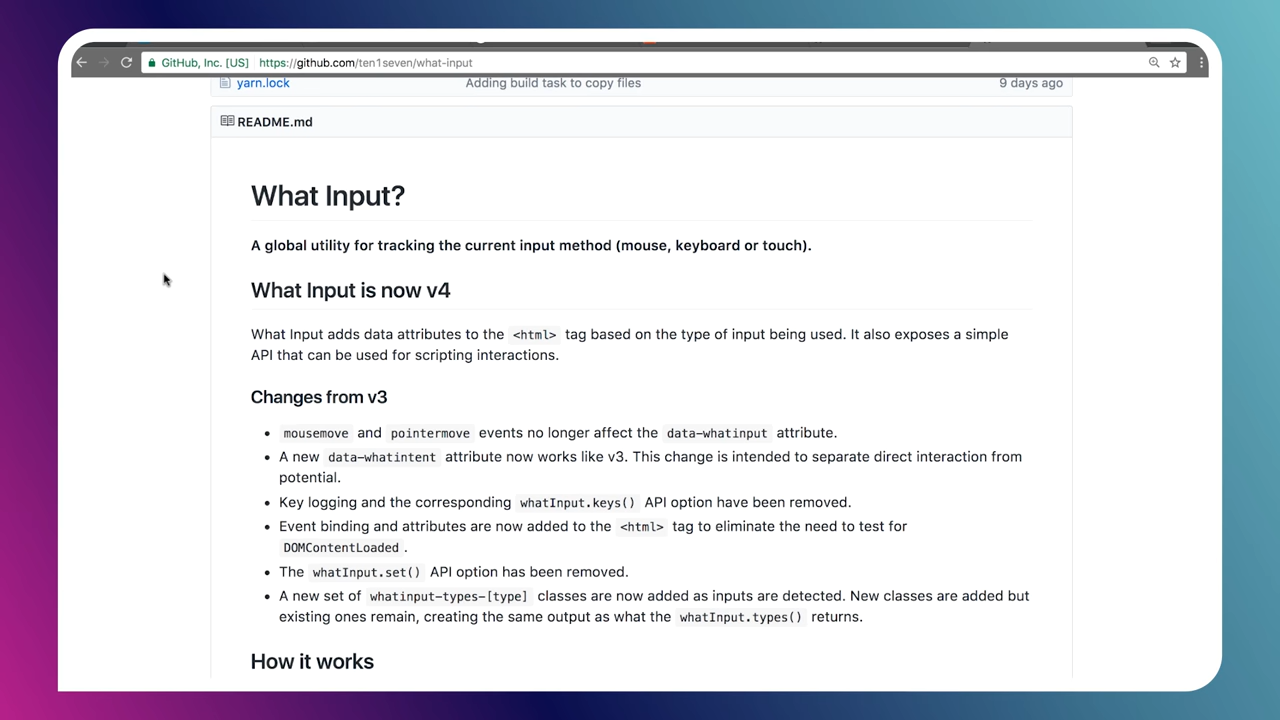 GitHub, Inc. [US] https://github.com/ten1seven/what-input
yarn.lock Adding build task to copy files 9 days ago
README.md
What Input?
A global utility for tracking the current input method (mouse, keyboard or touch).
What Input is now v4
What Input adds data attributes to the <html> tag based on the type of input being used. It also exposes a simple
API that can be used for scripting interactions.
Changes from v3
• mousemove and pointermove events no longer affect the data-whatinput attribute.
• A new data-whatintent attribute now works like v3. This change is intended to separate direct interaction from
potential.
• Key logging and the corresponding whatInput.keys() API option have been removed.
• Event binding and attributes are now added to the <html> tag to eliminate the need to test for
DOMContentLoaded.
• The whatInput.set() API option has been removed.
• A new set of whatinput-types-[type] classes are now added as inputs are detected. New classes are added but
existing ones remain, creating the same output as what the whatInput.types() returns.
How it works